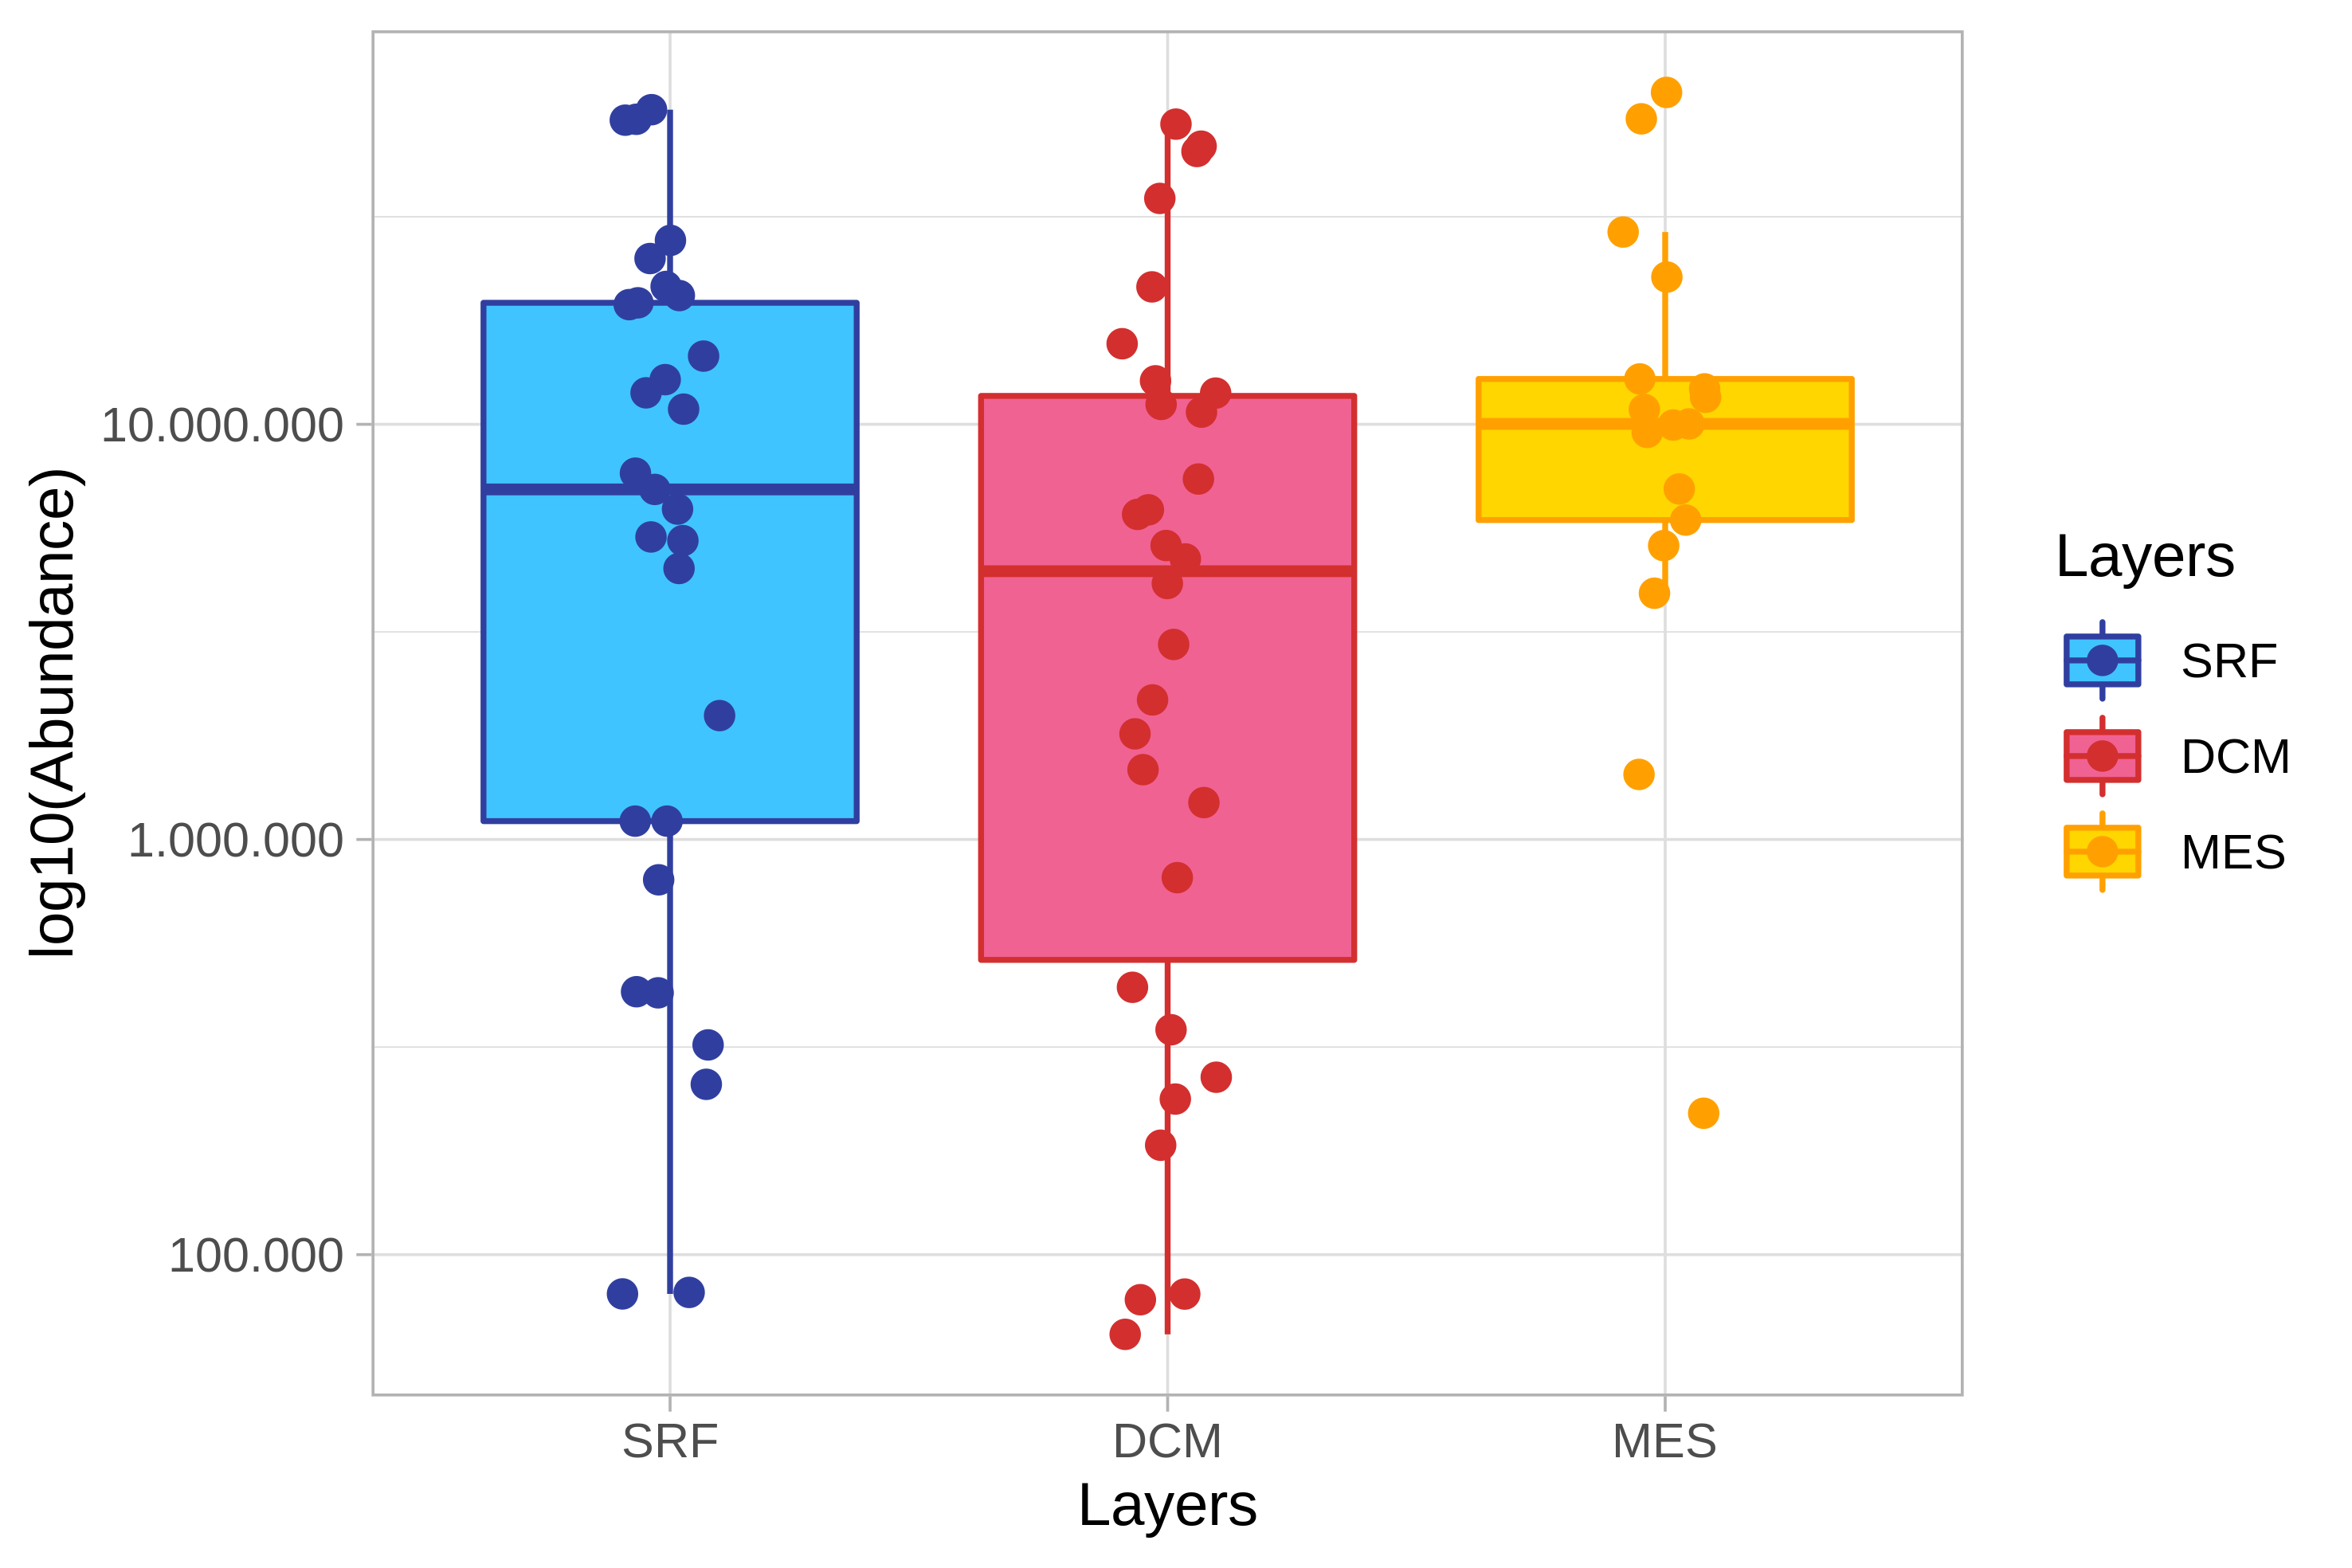 log10(Abundance)
10.000.000
1.000.000
100.000
SRF
DCM
MES
Layers
Layers
SRF
DCM
MES